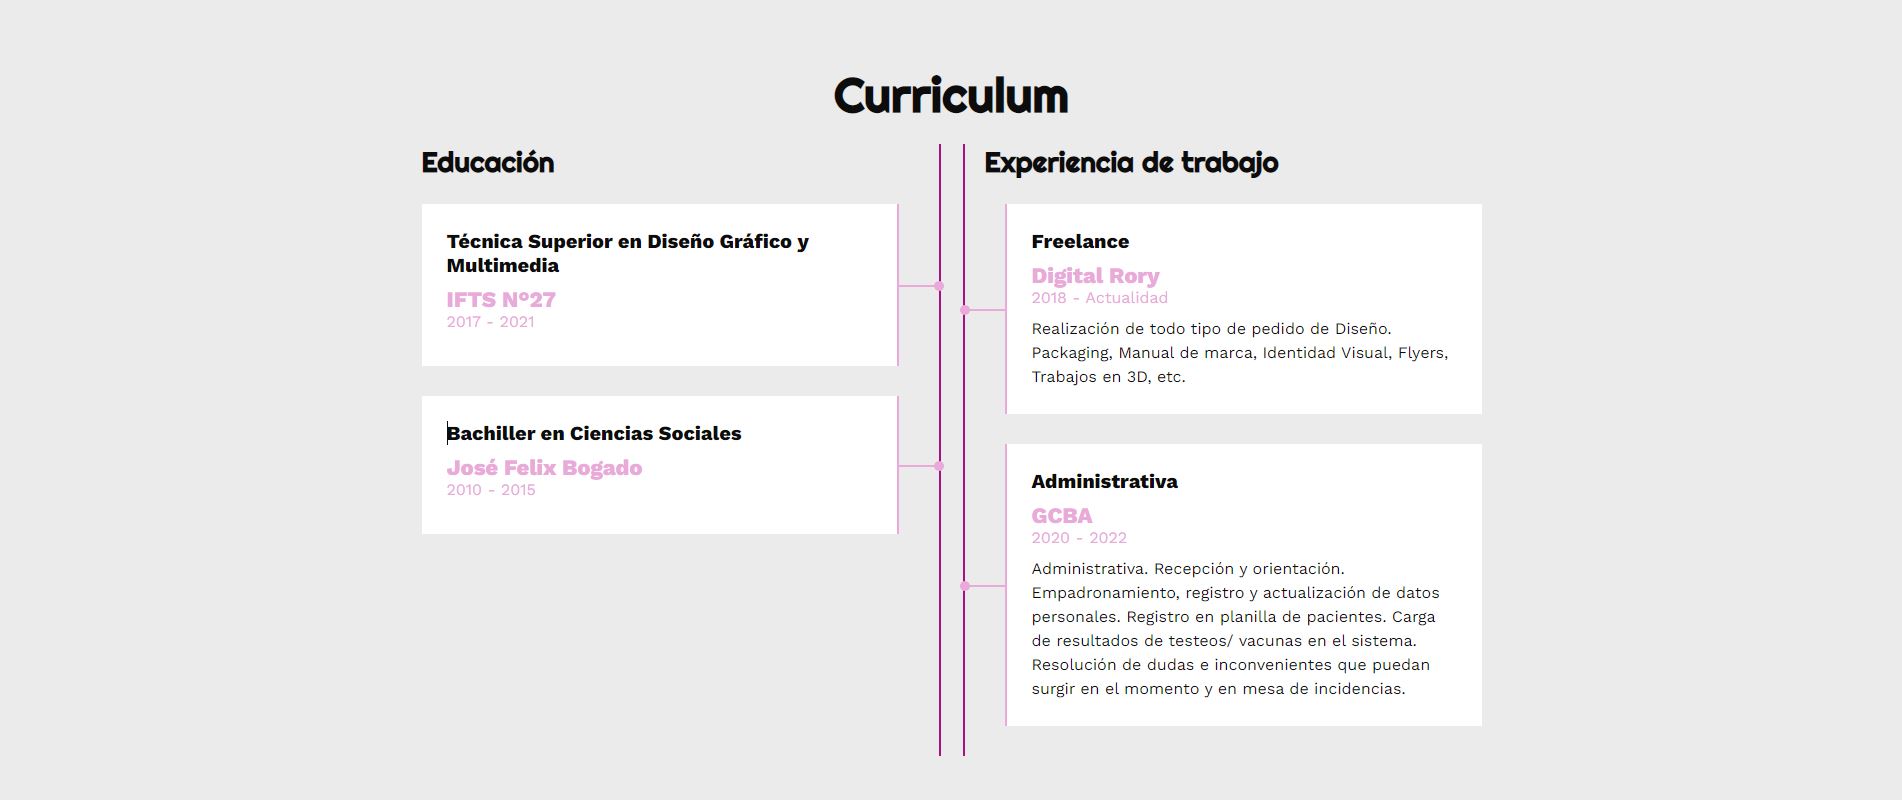 Curriculum
Educación
Técnica Superior en Diseño Gráfico y
Multimedia
IFTS N°27
2017 - 2021
Bachiller en Ciencias Sociales
José Felix Bogado
2010 - 2015
Experiencia de trabajo
Freelance
Digital Rory
2018 - Actualidad
Realización de todo tipo de pedido de Diseño.
Packaging, Manual de marca, Identidad Visual, Flyers,
Trabajos en 3D, etc.
Administrativa
GCBA
2020 - 2022
Administrativa. Recepción y orientación.
Empadronamiento, registro y actualización de datos
personales. Registro en planilla de pacientes. Carga
de resultados de testeos/ vacunas en el sistema.
Resolución de dudas e inconvenientes que puedan
surgir en el momento y en mesa de incidencias.